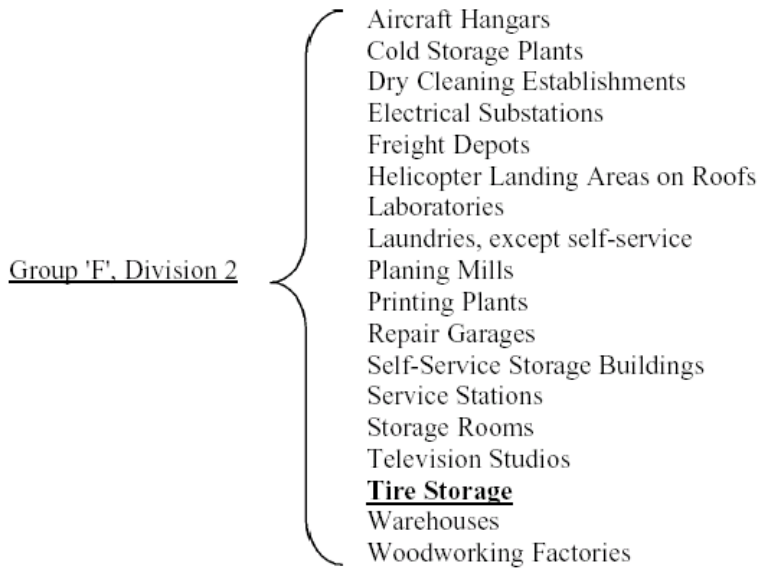 Aircraft Hangars
Cold Storage Plants
Dry Cleaning Establishments
Electrical Substations
Freight Depots
Helicopter Landing Areas on Roofs
Laboratories
Laundries, except self-service
Group 'F', Division 2
Planing Mills
Printing Plants
Repair Garages
Self-Service Storage Buildings
Service Stations
Storage Rooms
Television Studios
Tire Storage
Warehouses
Woodworking Factories